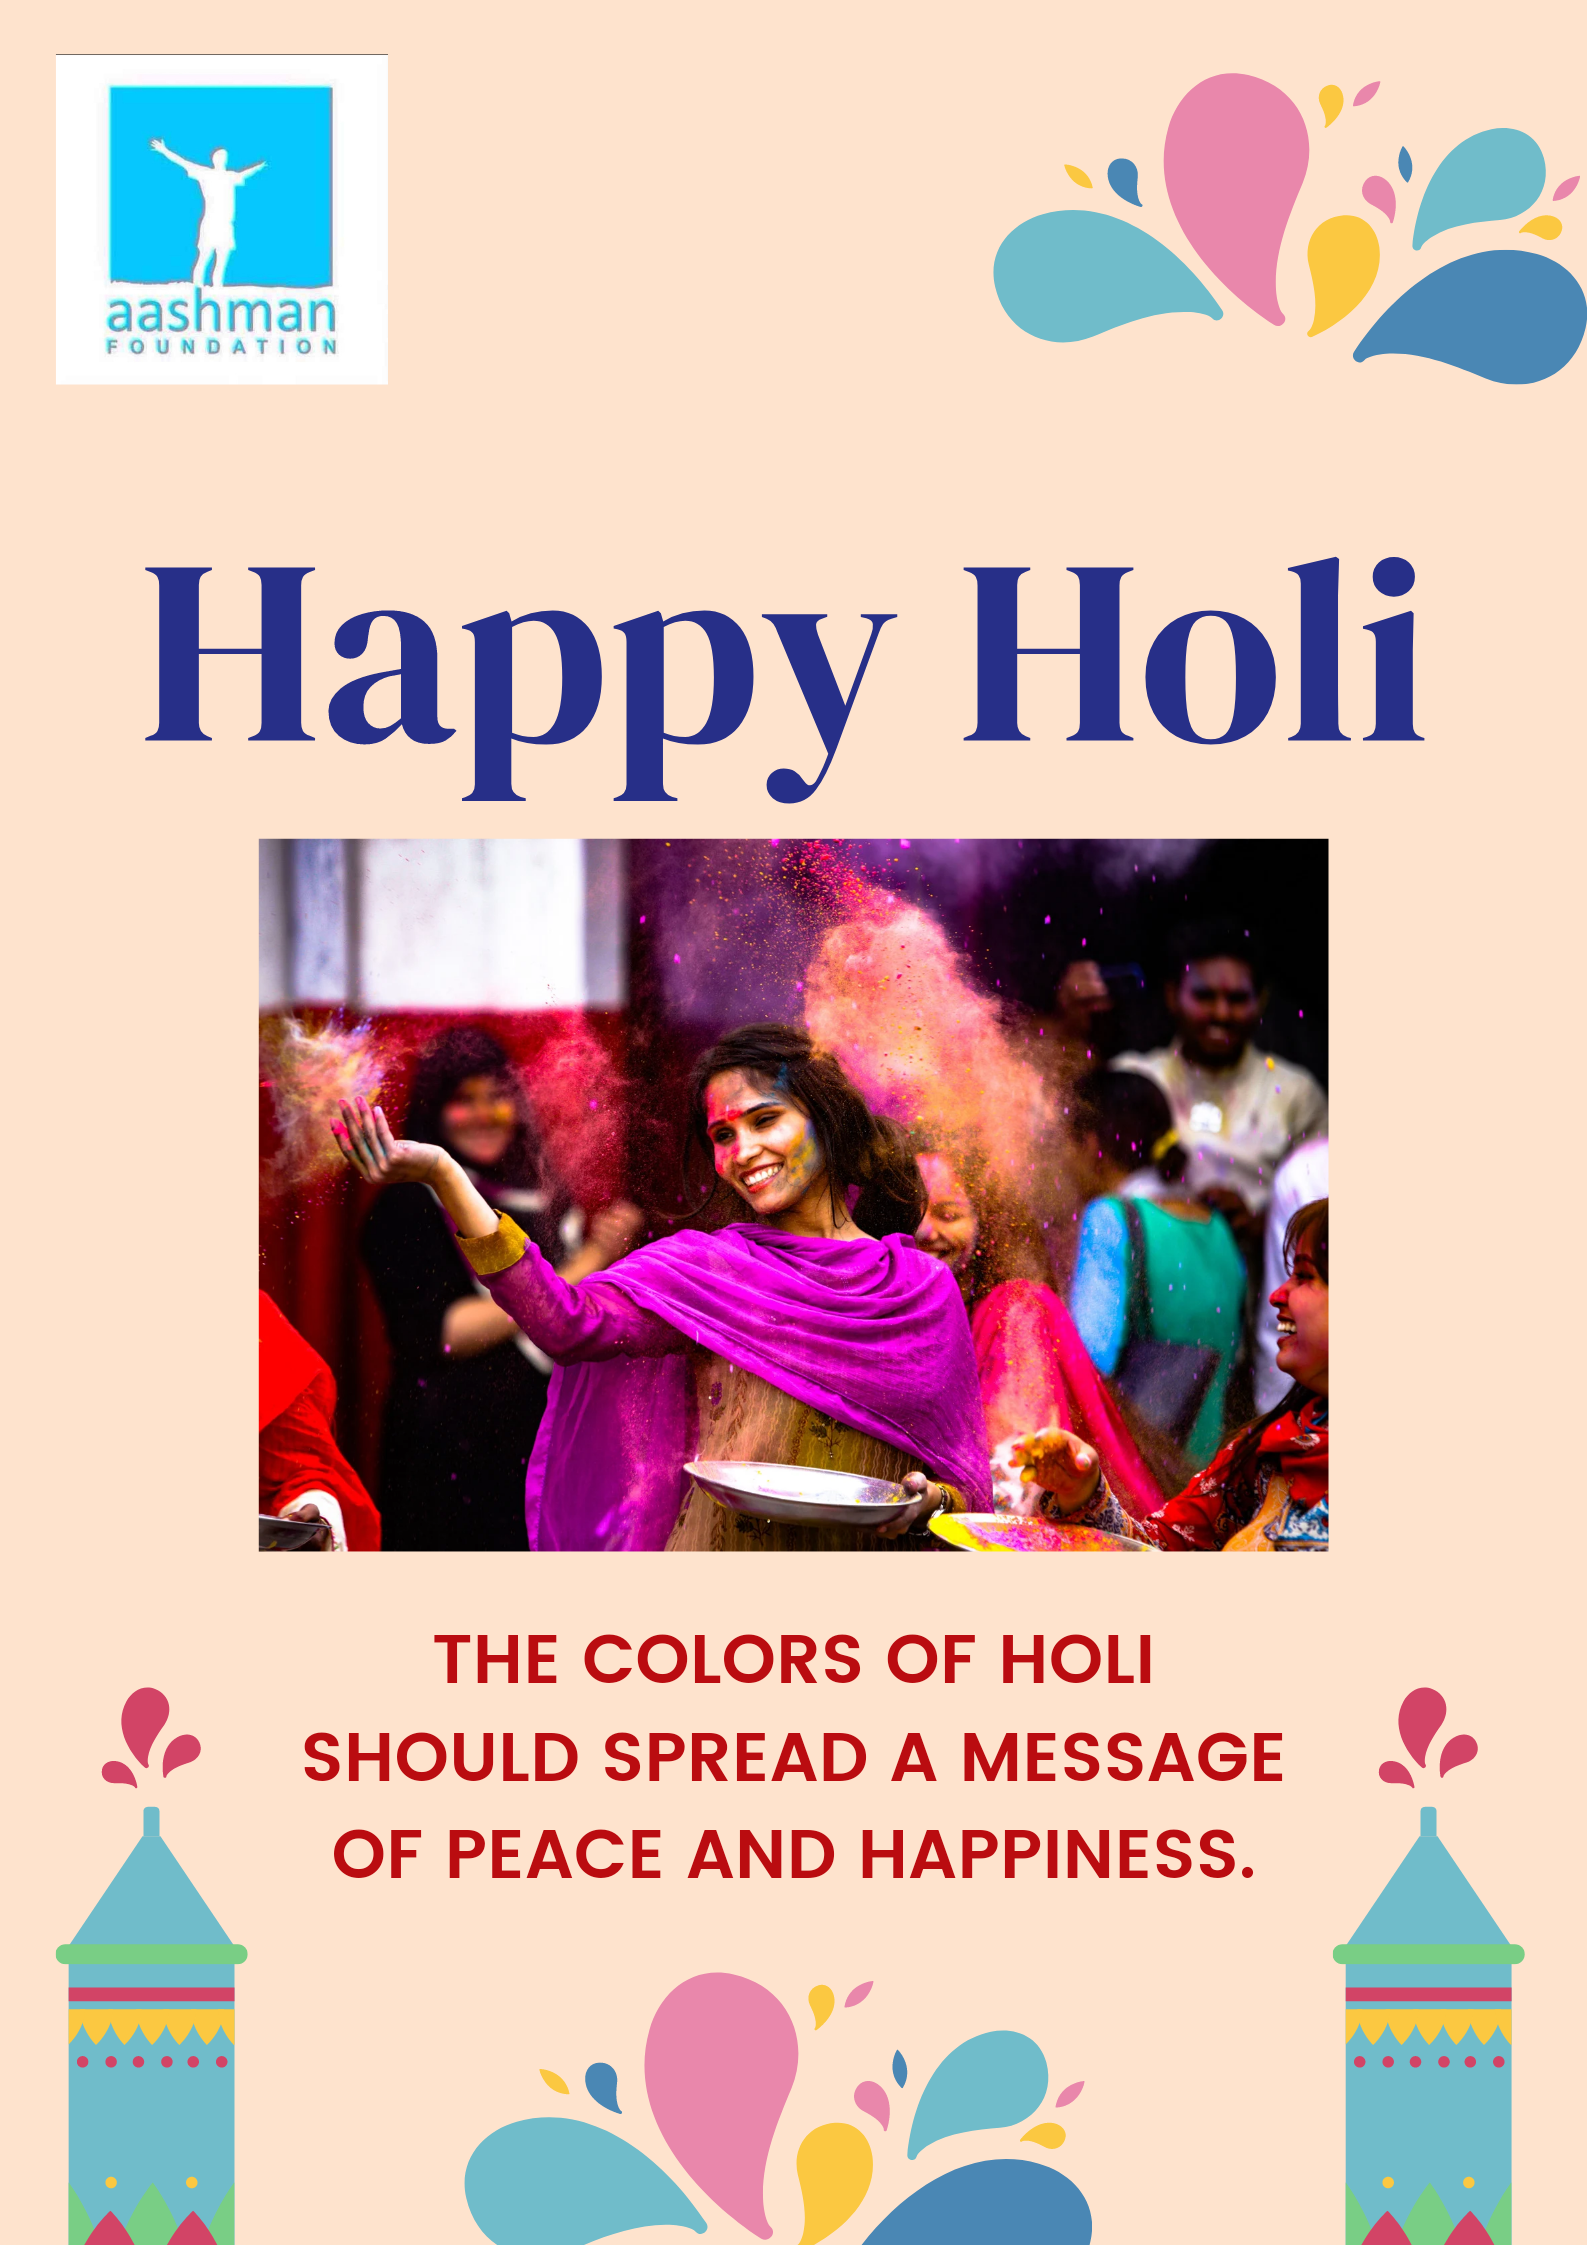 aashman
FOUNDATION
Happy Holi
THE COLORS OF HOLI
SHOULD SPREAD A MESSAGE
OF PEACE AND HAPPINESS.